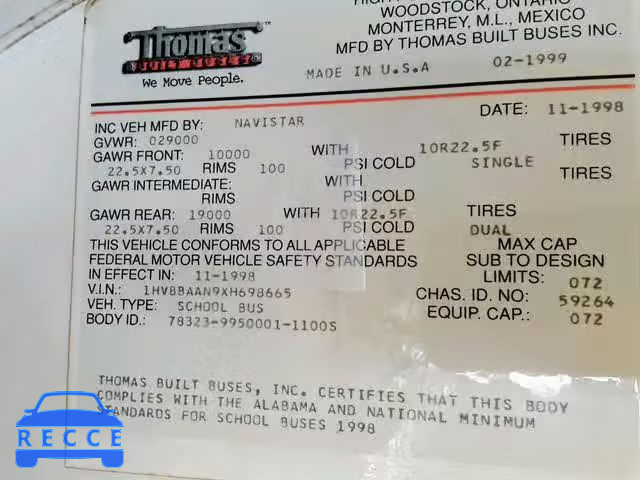 Thomas
BUILT BUSES
We Move People.
WOODSTOCK, ONTARIO
MONTERREY, M.L., MEXICO
MFD BY THOMAS BUILT BUSES INC.
MADE IN U.S.A 02-1999
INC VEH MFD BY: NAVISTAR DATE: 11-1998
GVWR: 029000
GAWR FRONT: 10000 WITH 10R22.5F TIRES
22.5X7.50 RIMS 100 PSI COLD SINGLE
GAWR INTERMEDIATE: WITH TIRES
RIMS PSI COLD
GAWR REAR: 19000 WITH 10R22.5F TIRES
22.5X7.50 RIMS 100 PSI COLD DUAL
THIS VEHICLE CONFORMS TO ALL APPLICABLE
FEDERAL MOTOR VEHICLE SAFETY STANDARDS
IN EFFECT IN: 11-1998
V.I.N.: 1HVBBAAN9XH698665
VEH. TYPE: SCHOOL BUS
BODY ID.: 78323-9950001-1100S
MAX CAP
SUB TO DESIGN
LIMITS: 072
CHAS. ID. NO: 59264
EQUIP. CAP.: 072
THOMAS BUILT BUSES, INC. CERTIFIES THAT THIS BODY
COMPLIES WITH THE ALABAMA AND NATIONAL MINIMUM
STANDARDS FOR SCHOOL BUSES 1998
RECCE